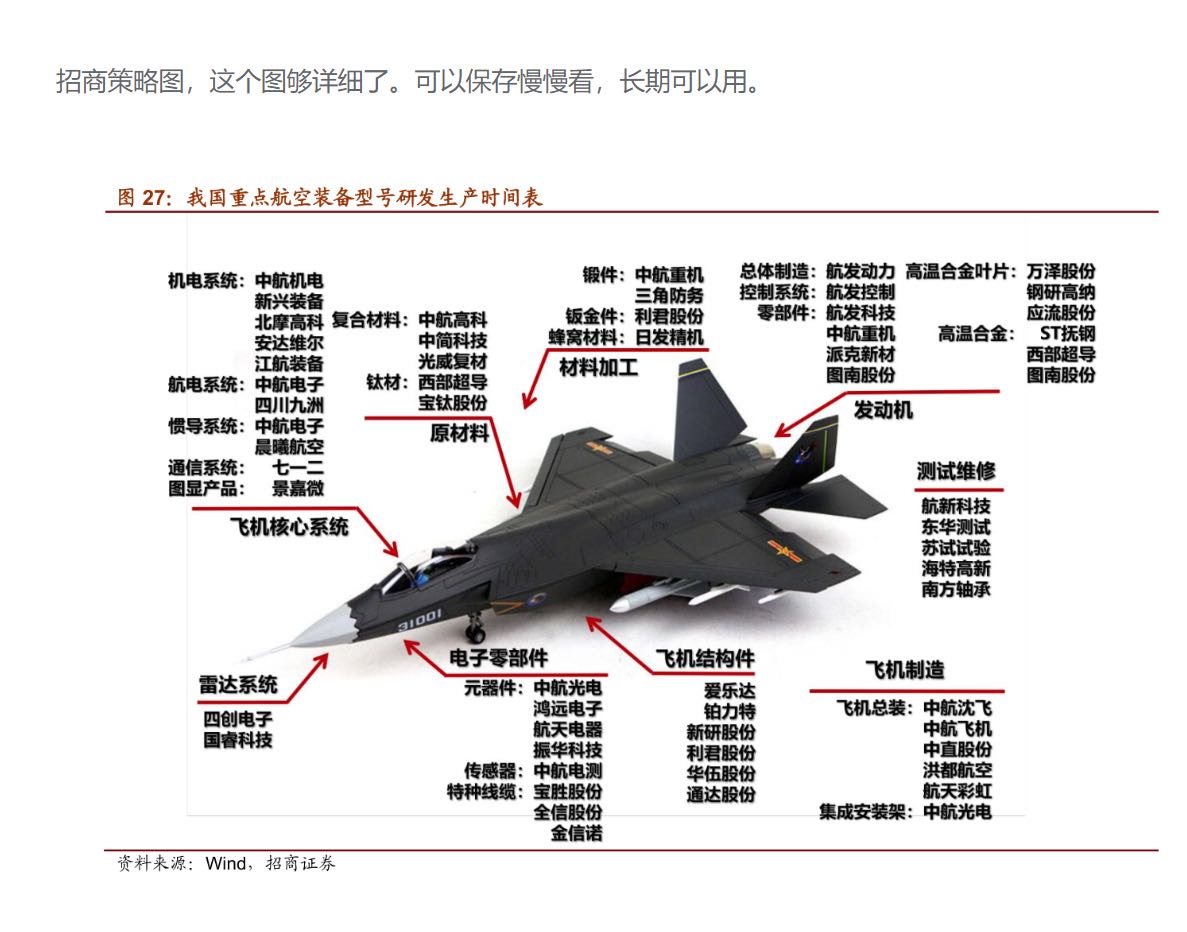 招商策略图，这个图够详细了。可以保存慢慢看，长期可以用。
图 27：我国重点航空装备型号研发生产时间表
机电系统：中航机电
新兴装备
北摩高科
安达维尔
江航装备
航电系统：中航电子
四川九洲
惯导系统：中航电子
晨曦航空
通信系统：七一二
图显产品：景嘉微
飞机核心系统
复合材料：中航高科
中简科技
光威复材
钛材：西部超导
宝钛股份
原材料
锻件：中航重机
三角防务
钣金件：利君股份
蜂窝材料：日发精机
材料加工
总体制造：航发动力
控制系统：航发控制
零部件：航发科技
中航重机
派克新材
图南股份
高温合金叶片：万泽股份
钢研高纳
应流股份
高温合金：ST抚钢
西部超导
图南股份
发动机
测试维修
航新科技
东华测试
苏试试验
海特高新
南方轴承
31001
雷达系统
四创电子
国睿科技
电子零部件
元器件：中航光电
鸿远电子
航天电器
振华科技
传感器：中航电测
特种线缆：宝胜股份
全信股份
金信诺
飞机结构件
爱乐达
铂力特
新研股份
利君股份
华伍股份
通达股份
飞机制造
飞机总装：中航沈飞
中航飞机
中直股份
洪都航空
航天彩虹
集成安装架：中航光电
资料来源：Wind，招商证券